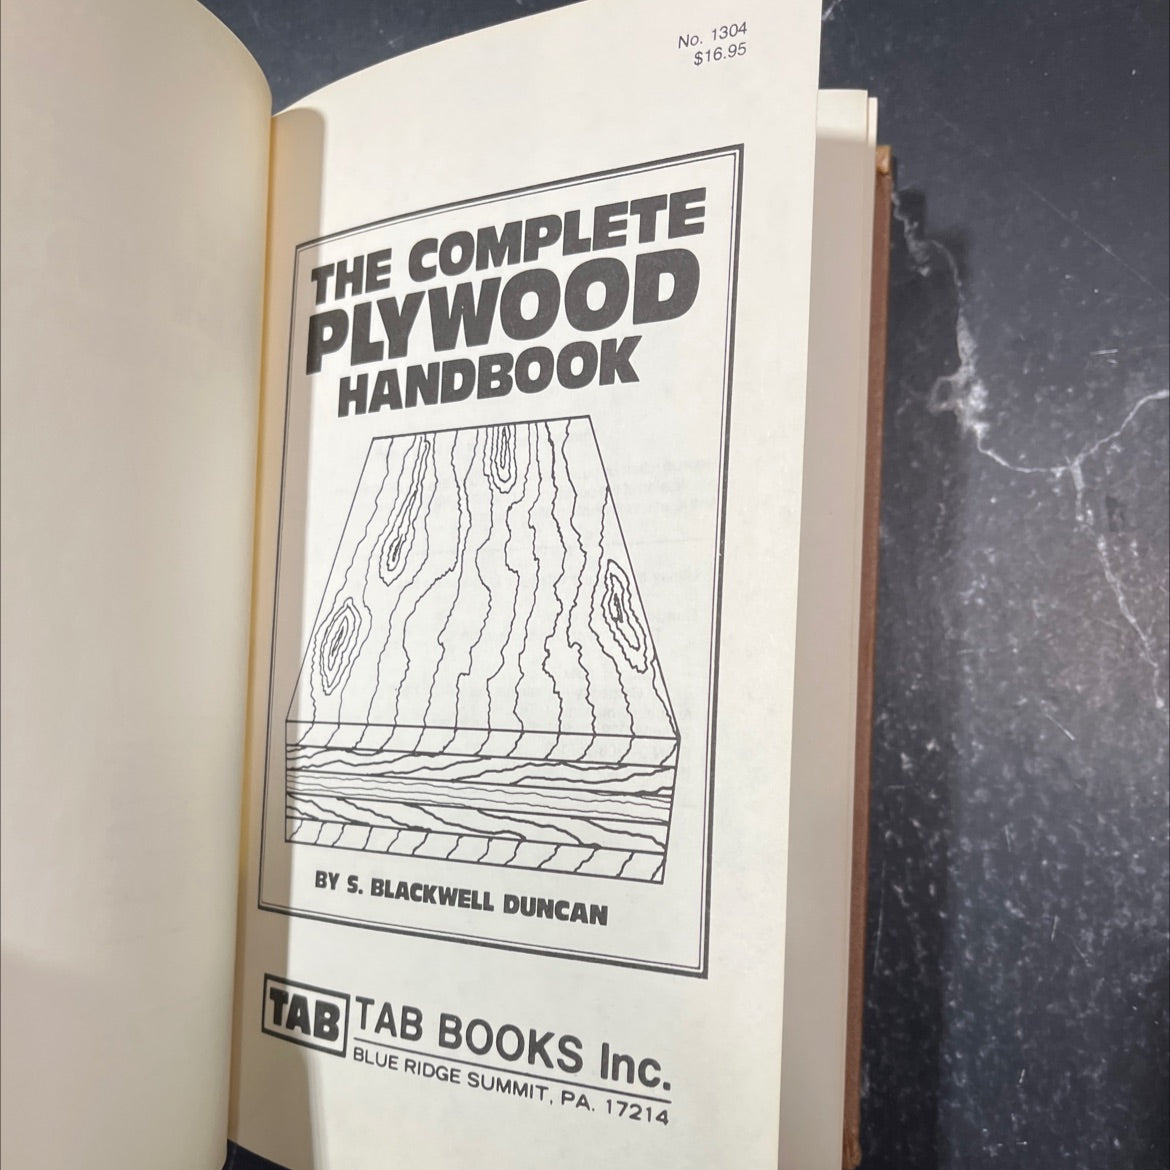 No. 1304
$16.95
THE COMPLETE
PLYWOOD
HANDBOOK
BY S. BLACKWELL DUNCAN
TAB TAB BOOKS Inc.
BLUE RIDGE SUMMIT, PA. 17214